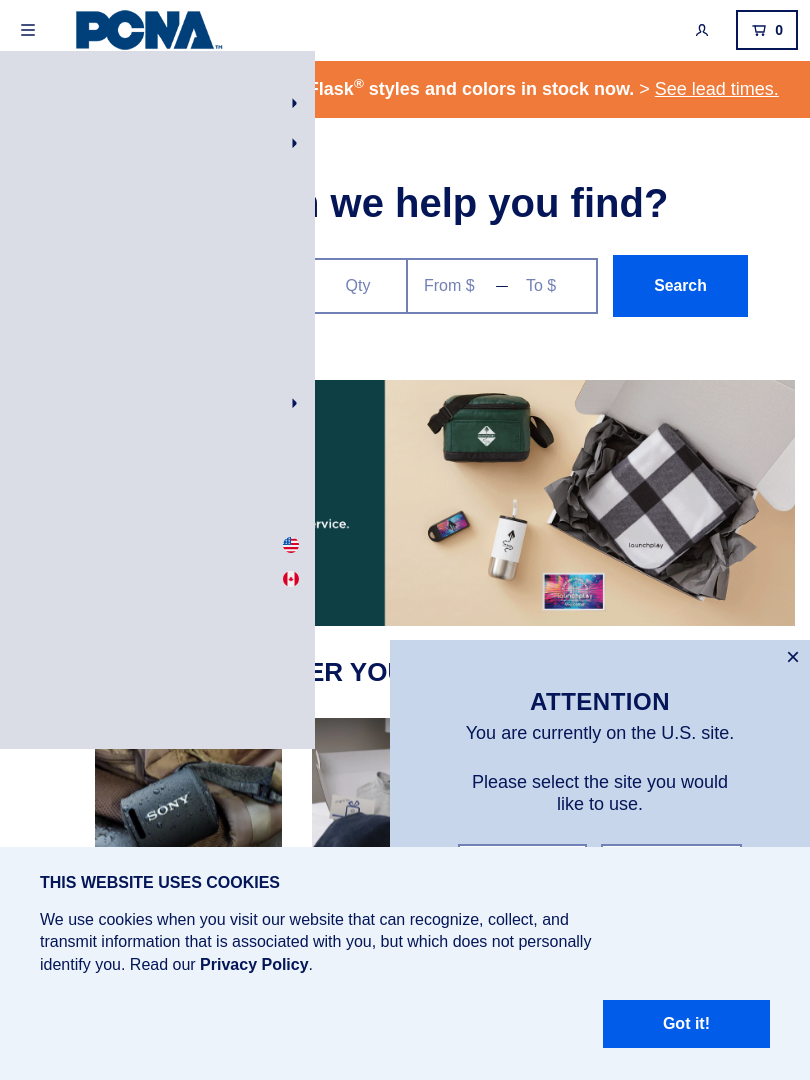 PCNA™
0
Flask® styles and colors in stock now. > See lead times.
we help you find?
Qty
From $ — To $
Search
launchplay
launchplay
ER YOU
×
ATTENTION
You are currently on the U.S. site.
Please select the site you would
like to use.
SONY
THIS WEBSITE USES COOKIES
We use cookies when you visit our website that can recognize, collect, and
transmit information that is associated with you, but which does not personally
identify you. Read our Privacy Policy.
Got it!